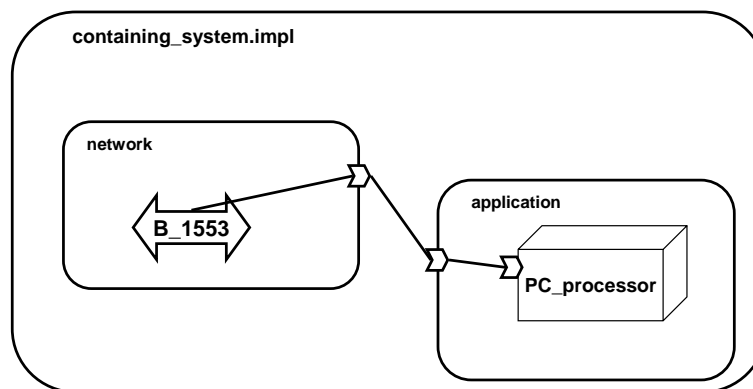 containing_system.impl
network
B_1553
application
PC_processor